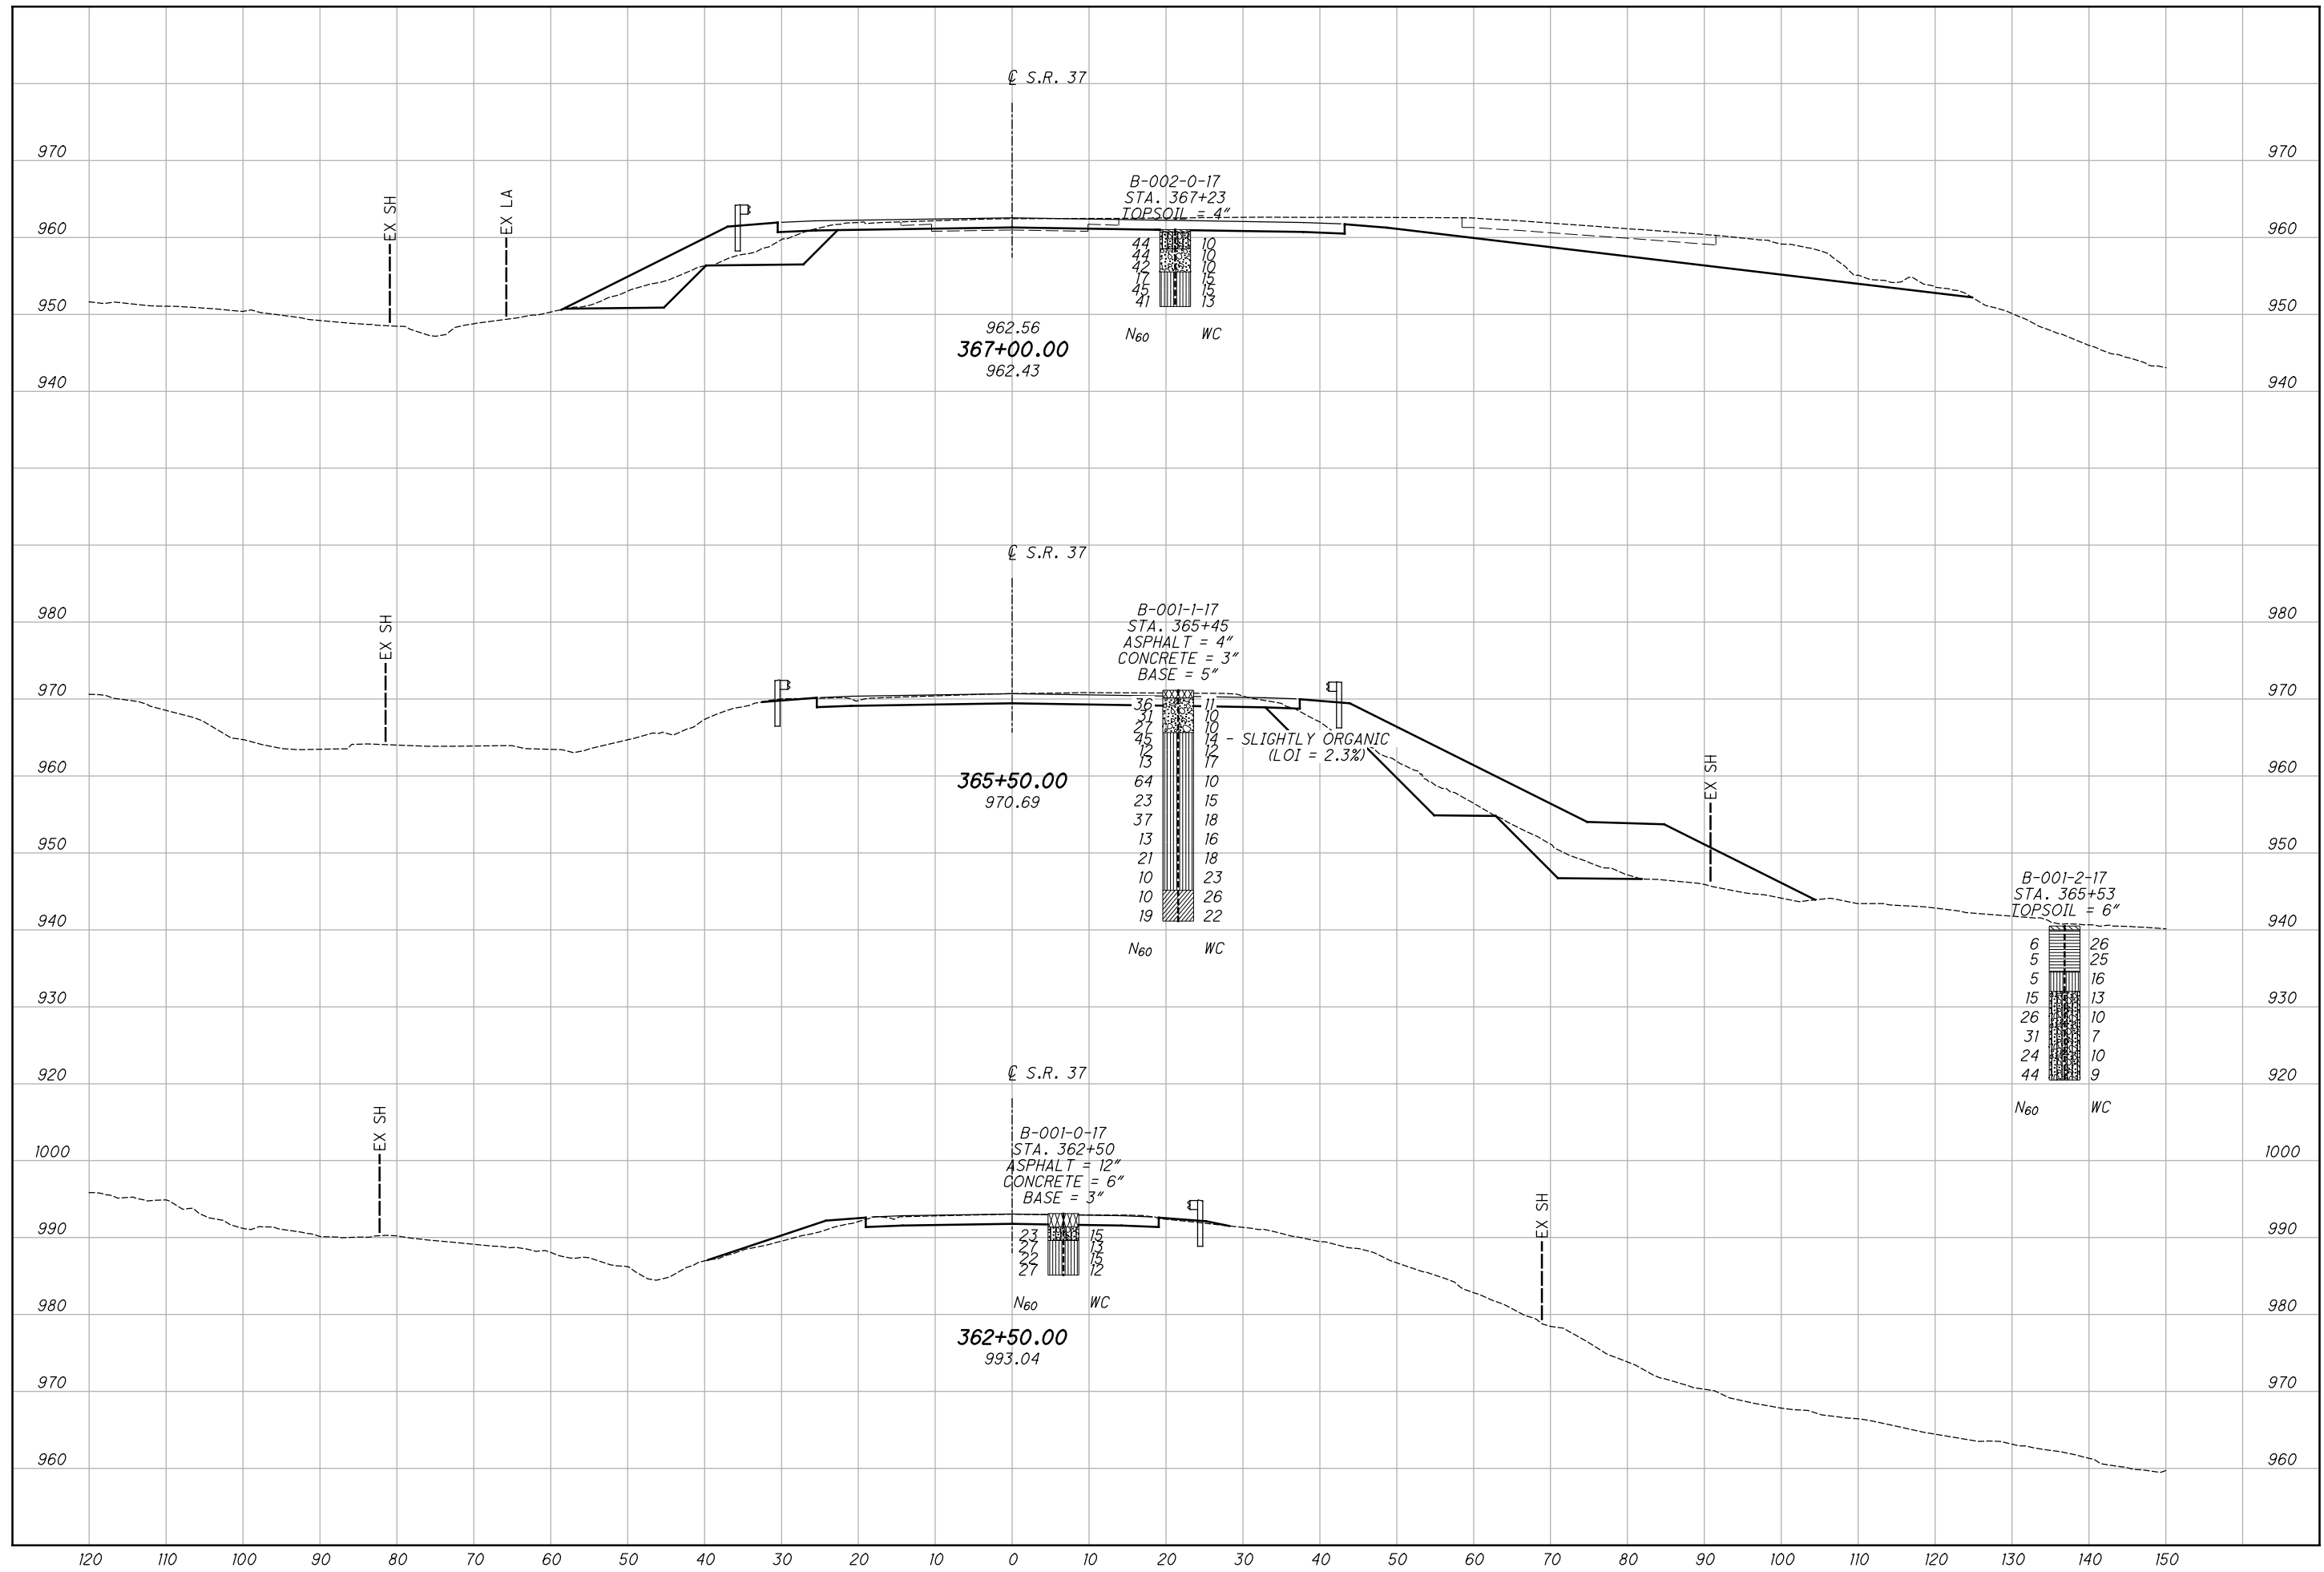 ℄ S.R. 37
970 970
EX SH
EX LA
B-002-0-17
STA. 367+23
TOPSOIL = 4"
960 960
44 10
44 10
42 10
17 15
45 15
41 13
950 950
N60 WC
962.56
367+00.00
962.43
940 940
℄ S.R. 37
980 980
EX SH
B-001-1-17
STA. 365+45
ASPHALT = 4"
CONCRETE = 3"
BASE = 5"
970 970
36 11
31 10
27 10
45 14 - SLIGHTLY ORGANIC
(LOI = 2.3%)
12 12
13 17
960 960
64 10
23 15
37 18
13 16
21 18
10 23
10 26
19 22
N60 WC
365+50.00
970.69
EX SH
950 950
B-001-2-17
STA. 365+53
TOPSOIL = 6"
940 940
6 26
5 25
5 16
15 13
26 10
31 7
24 10
44 9
N60 WC
930 930
920 920
℄ S.R. 37
EX SH
1000 1000
B-001-0-17
STA. 362+50
ASPHALT = 12"
CONCRETE = 6"
BASE = 3"
990 990
23 15
27 13
22 15
27 12
N60 WC
EX SH
980 980
362+50.00
993.04
970 970
960 960
120 110 100 90 80 70 60 50 40 30 20 10 0 10 20 30 40 50 60 70 80 90 100 110 120 130 140 150